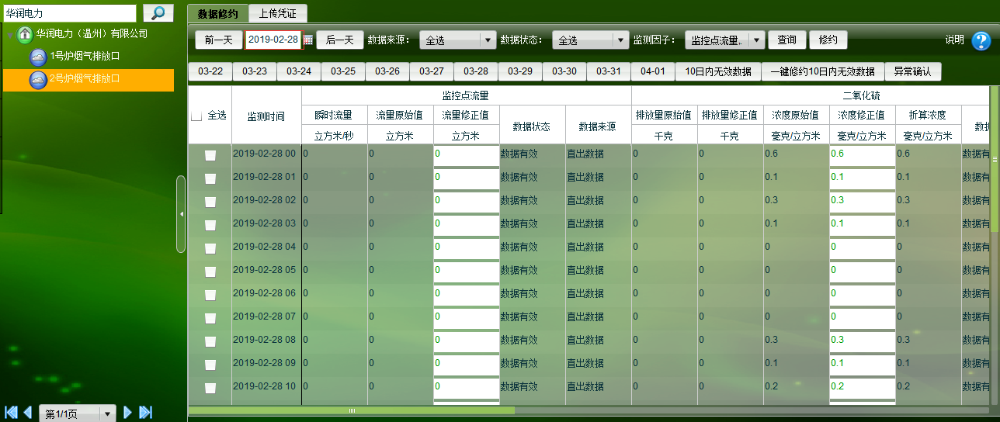 华润电力
华润电力（温州）有限公司
1号炉烟气排放口
2号炉烟气排放口
第1/1页
数据修约 上传凭证
前一天 2019-02-28 后一天 数据来源： 全选 数据状态： 全选 监测因子： 监控点流量. 查询 修约 说明
03-22 03-23 03-24 03-25 03-26 03-27 03-28 03-29 03-30 03-31 04-01 10日内无效数据 一键修约10日内无效数据 异常确认
监控点流量 二氧化硫
全选 监测时间 瞬时流量 流量原始值 流量修正值 数据状态 数据来源 排放量原始值 排放量修正值 浓度原始值 浓度修正值 折算浓度 数据
立方米/秒 立方米 立方米 千克 千克 毫克/立方米 毫克/立方米 毫克/立方米
2019-02-28 00 0 0 0 数据有效 直出数据 0 0 0.6 0.6 0.6 数据有
2019-02-28 01 0 0 0 数据有效 直出数据 0 0 0.1 0.1 0.1 数据有
2019-02-28 02 0 0 0 数据有效 直出数据 0 0 0.3 0.3 0.3 数据有
2019-02-28 03 0 0 0 数据有效 直出数据 0 0 0.1 0.1 0.1 数据有
2019-02-28 04 0 0 0 数据有效 直出数据 0 0 0 0 0 数据有
2019-02-28 05 0 0 0 数据有效 直出数据 0 0 0 0 0 数据有
2019-02-28 06 0 0 0 数据有效 直出数据 0 0 0 0 0 数据有
2019-02-28 07 0 0 0 数据有效 直出数据 0 0 0 0 0 数据有
2019-02-28 08 0 0 0 数据有效 直出数据 0 0 0.3 0.3 0.3 数据有
2019-02-28 09 0 0 0 数据有效 直出数据 0 0 0.1 0.1 0.1 数据有
2019-02-28 10 0 0 0 数据有效 直出数据 0 0 0.2 0.2 0.2 数据有